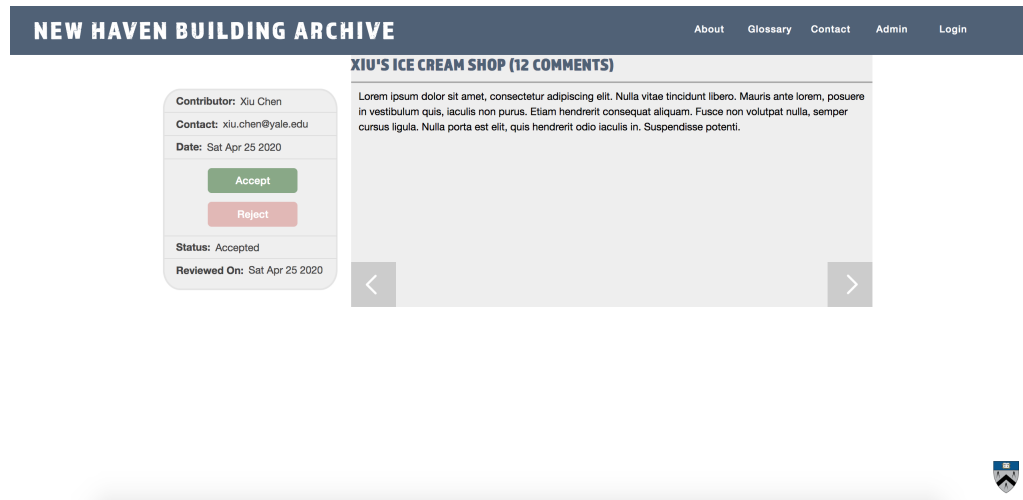 NEW HAVEN BUILDING ARCHIVE
About Glossary Contact Admin Login
XIU'S ICE CREAM SHOP (12 COMMENTS)
Contributor: Xiu Chen
Contact: xiu.chen@yale.edu
Date: Sat Apr 25 2020
Accept
Reject
Status: Accepted
Reviewed On: Sat Apr 25 2020
Lorem ipsum dolor sit amet, consectetur adipiscing elit. Nulla vitae tincidunt libero. Mauris ante lorem, posuere
in vestibulum quis, iaculis non purus. Etiam hendrerit consequat aliquam. Fusce non volutpat nulla, semper
cursus ligula. Nulla porta est elit, quis hendrerit odio iaculis in. Suspendisse potenti.